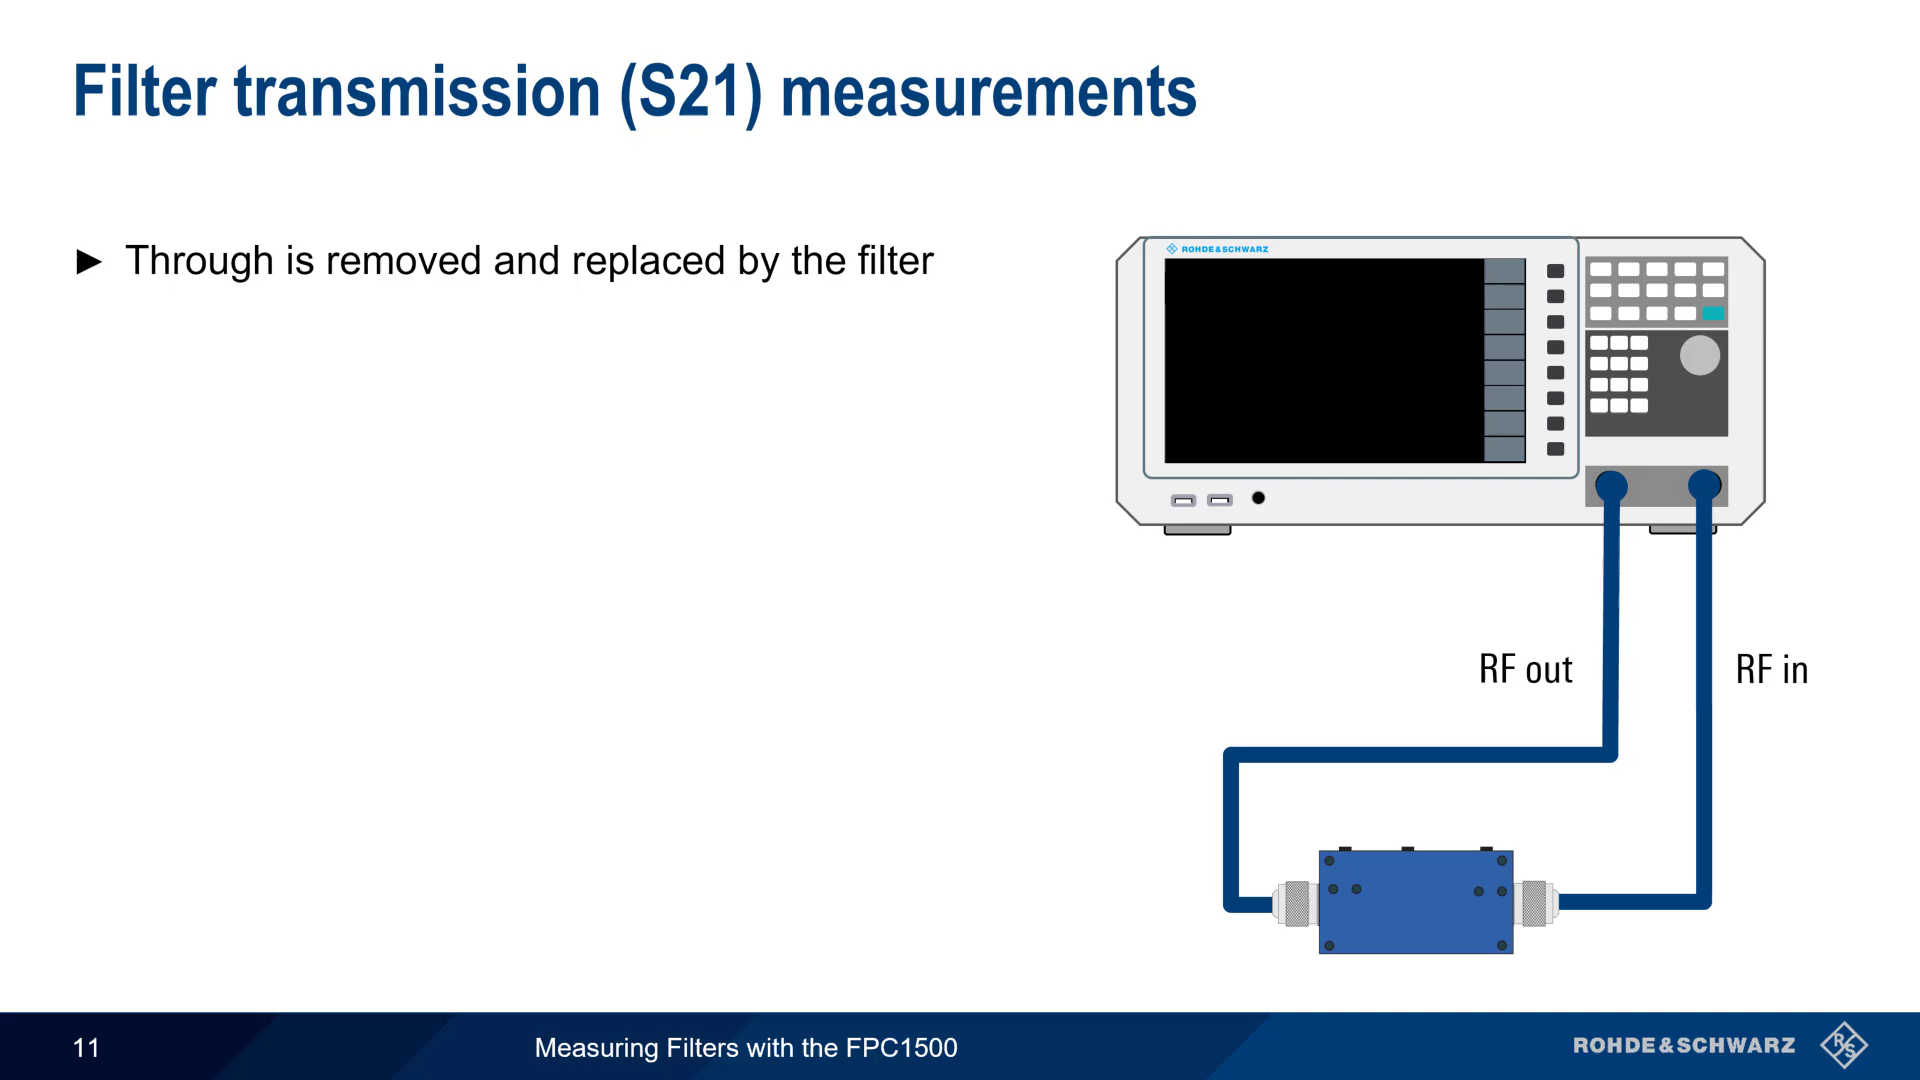 Filter transmission (S21) measurements
► Through is removed and replaced by the filter
ROHDE&SCHWARZ
RF out
RF in
11
Measuring Filters with the FPC1500
ROHDE&SCHWARZ
R&S